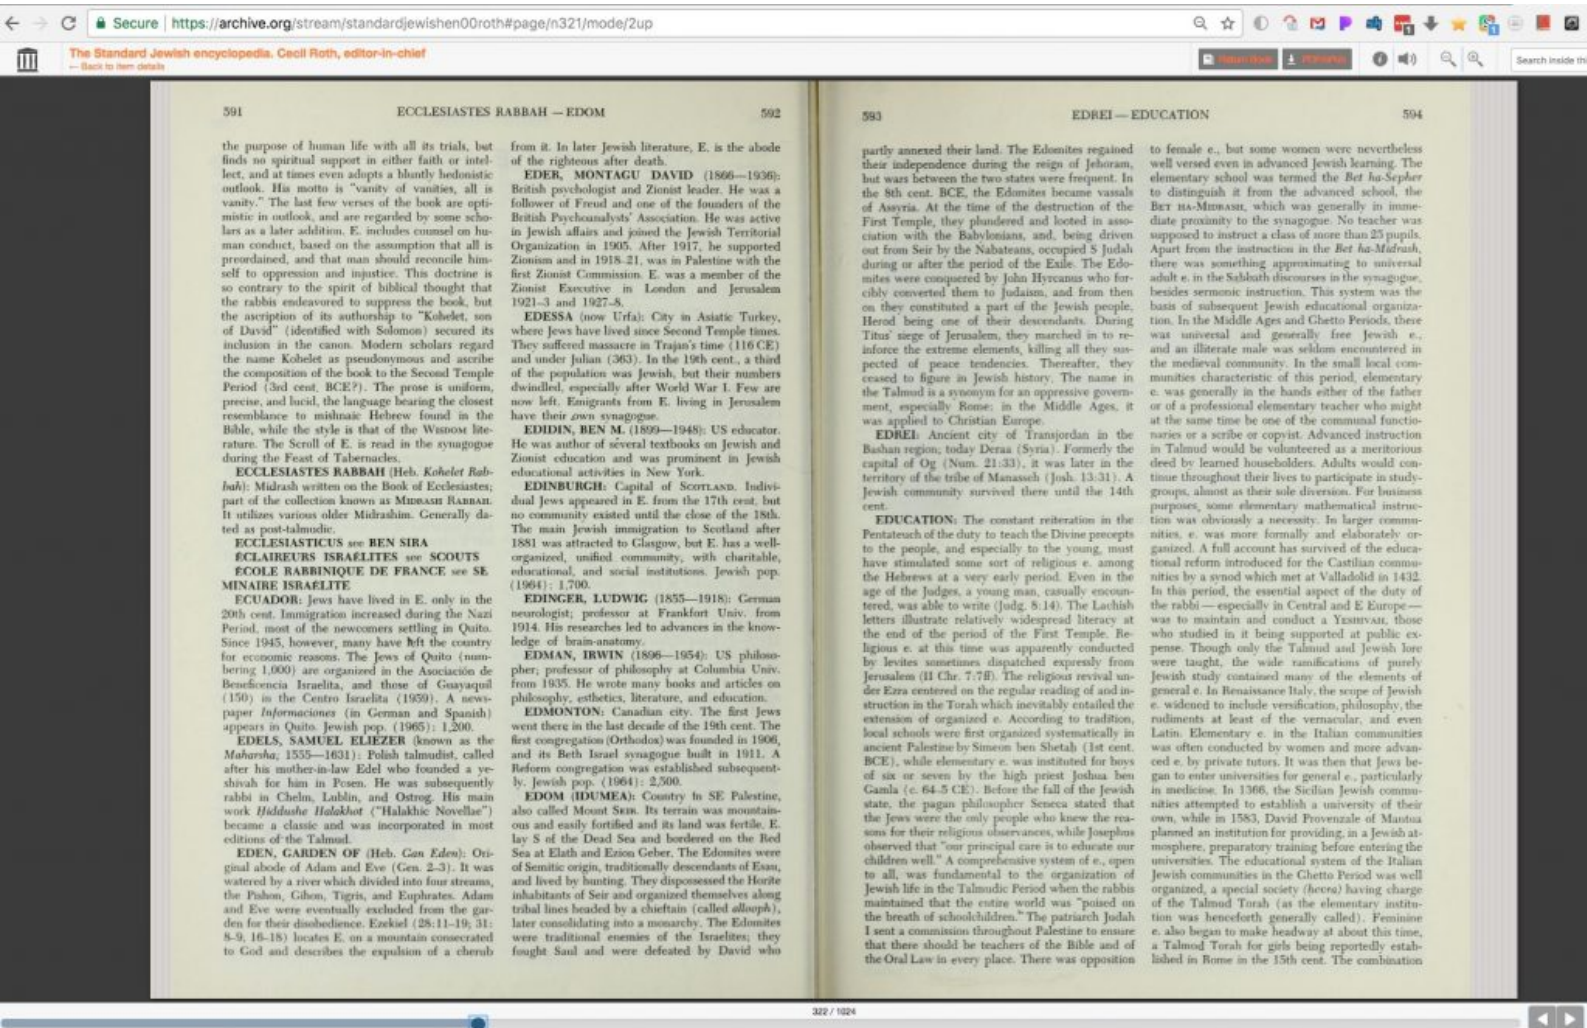 Secure | https://archive.org/stream/standardjewishen00roth#page/n321/mode/2up
The Standard Jewish encyclopedia. Cecil Roth, editor-in-chief
← Back to item details
Search inside thi
591
ECCLESIASTES RABBAH — EDOM
592
the purpose of human life with all its trials, but
finds no spiritual support in either faith or intel-
lect, and at times even adopts a bluntly hedonistic
outlook. His motto is "vanity of vanities, all is
vanity." The last few verses of the book are opti-
mistic in outlook, and are regarded by some scho-
lars as a later addition. E. includes counsel on hu-
man conduct, based on the assumption that all is
preordained, and that man should reconcile him-
self to oppression and injustice. This doctrine is
so contrary to the spirit of biblical thought that
the rabbis endeavored to suppress the book, but
the ascription of its authorship to "Kohelet, son
of David" (identified with Solomon) secured its
inclusion in the canon. Modern scholars regard
the name Kohelet as pseudonymous and ascribe
the composition of the book to the Second Temple
Period (3rd cent. BCE?). The prose is uniform,
precise, and lucid, the language bearing the closest
resemblance to mishnaic Hebrew found in the
Bible, while the style is that of the WISDOM lite-
rature. The Scroll of E. is read in the synagogue
during the Feast of Tabernacles.
ECCLESIASTES RABBAH (Heb. Kohelet Rab-
bah): Midrash written on the Book of Ecclesiastes;
part of the collection known as MIDRASH RABBAH.
It utilizes various older Midrashim. Generally da-
ted as post-talmudic.
ECCLESIASTICUS see BEN SIRA
ÉCLAIREURS ISRAÉLITES see SCOUTS
ÉCOLE RABBINIQUE DE FRANCE see SE
MINAIRE ISRAÉLITE
ECUADOR: Jews have lived in E. only in the
20th cent. Immigration increased during the Nazi
Period, most of the newcomers settling in Quito.
Since 1945, however, many have left the country
for economic reasons. The Jews of Quito (num-
bering 1,000) are organized in the Asociación de
Beneficencia Israelita, and those of Guayaquil
(150) in the Centro Israelita (1959). A news-
paper Informaciones (in German and Spanish)
appears in Quito. Jewish pop. (1965): 1,200.
EDELS, SAMUEL ELIEZER (known as the
Maharsha; 1555—1631): Polish talmudist, called
after his mother-in-law Edel who founded a ye-
shivah for him in Posen. He was subsequently
rabbi in Chelm, Lublin, and Ostrog. His main
work Hiddushe Halakhot ("Halakhic Novellae")
became a classic and was incorporated in most
editions of the Talmud.
EDEN, GARDEN OF (Heb. Gan Eden): Ori-
ginal abode of Adam and Eve (Gen. 2–3). It was
watered by a river which divided into four streams,
the Pishon, Gihon, Tigris, and Euphrates. Adam
and Eve were eventually excluded from the gar-
den for their disobedience. Ezekiel (28:11–19; 31:
8–9, 16–18) locates E. on a mountain consecrated
to God and describes the expulsion of a cherub
from it. In later Jewish literature, E. is the abode
of the righteous after death.
EDER, MONTAGU DAVID (1866—1936):
British psychologist and Zionist leader. He was a
follower of Freud and one of the founders of the
British Psychoanalysts' Association. He was active
in Jewish affairs and joined the Jewish Territorial
Organization in 1905. After 1917, he supported
Zionism and in 1918–21, was in Palestine with the
first Zionist Commission. E. was a member of the
Zionist Executive in London and Jerusalem
1921–3 and 1927–8.
EDESSA (now Urfa): City in Asiatic Turkey,
where Jews have lived since Second Temple times.
They suffered massacre in Trajan's time (116 CE)
and under Julian (363). In the 19th cent., a third
of the population was Jewish, but their numbers
dwindled, especially after World War I. Few are
now left. Emigrants from E. living in Jerusalem
have their own synagogue.
EDIDIN, BEN M. (1899—1948): US educator.
He was author of several textbooks on Jewish and
Zionist education and was prominent in Jewish
educational activities in New York.
EDINBURGH: Capital of SCOTLAND. Indivi-
dual Jews appeared in E. from the 17th cent. but
no community existed until the close of the 18th.
The main Jewish immigration to Scotland after
1881 was attracted to Glasgow, but E. has a well-
organized, unified community, with charitable,
educational, and social institutions. Jewish pop.
(1964): 1,700.
EDINGER, LUDWIG (1855—1918): German
neurologist; professor at Frankfort Univ. from
1914. His researches led to advances in the know-
ledge of brain-anatomy.
EDMAN, IRWIN (1896—1954): US philoso-
pher; professor of philosophy at Columbia Univ.
from 1935. He wrote many books and articles on
philosophy, esthetics, literature, and education.
EDMONTON: Canadian city. The first Jews
went there in the last decade of the 19th cent. The
first congregation (Orthodox) was founded in 1906,
and its Beth Israel synagogue built in 1911. A
Reform congregation was established subsequent-
ly. Jewish pop. (1964): 2,500.
EDOM (IDUMEA): Country in SE Palestine,
also called Mount SEIR. Its terrain was mountain-
ous and easily fortified and its land was fertile. E.
lay S of the Dead Sea and bordered on the Red
Sea at Elath and Ezion Geber. The Edomites were
of Semitic origin, traditionally descendants of Esau,
and lived by hunting. They dispossessed the Horite
inhabitants of Seir and organized themselves along
tribal lines headed by a chieftain (called allooph),
later consolidating into a monarchy. The Edomites
were traditional enemies of the Israelites; they
fought Saul and were defeated by David who
593
EDREI — EDUCATION
594
partly annexed their land. The Edomites regained
their independence during the reign of Jehoram,
but wars between the two states were frequent. In
the 8th cent. BCE, the Edomites became vassals
of Assyria. At the time of the destruction of the
First Temple, they plundered and looted in asso-
ciation with the Babylonians, and, being driven
out from Seir by the Nabateans, occupied S Judah
during or after the period of the Exile. The Edo-
mites were conquered by John Hyrcanus who for-
cibly converted them to Judaism, and from then
on they constituted a part of the Jewish people,
Herod being one of their descendants. During
Titus' siege of Jerusalem, they marched in to re-
inforce the extreme elements, killing all they sus-
pected of peace tendencies. Thereafter, they
ceased to figure in Jewish history. The name in
the Talmud is a synonym for an oppressive govern-
ment, especially Rome; in the Middle Ages, it
was applied to Christian Europe.
EDREI: Ancient city of Transjordan in the
Bashan region; today Deraa (Syria). Formerly the
capital of Og (Num. 21:33), it was later in the
territory of the tribe of Manasseh (Josh. 13:31). A
Jewish community survived there until the 14th
cent.
EDUCATION: The constant reiteration in the
Pentateuch of the duty to teach the Divine precepts
to the people, and especially to the young, must
have stimulated some sort of religious e. among
the Hebrews at a very early period. Even in the
age of the Judges, a young man, casually encoun-
tered, was able to write (Judg. 8:14). The Lachish
letters illustrate relatively widespread literacy at
the end of the period of the First Temple. Re-
ligious e. at this time was apparently conducted
by levites sometimes dispatched expressly from
Jerusalem (II Chr. 7:7ff). The religious revival un-
der Ezra centered on the regular reading of and in-
struction in the Torah which inevitably entailed the
extension of organized e. According to tradition,
local schools were first organized systematically in
ancient Palestine by Simeon ben Shetah (1st cent.
BCE), while elementary e. was instituted for boys
of six or seven by the high priest Joshua ben
Gamla (c. 64–5 CE). Before the fall of the Jewish
state, the pagan philosopher Seneca stated that
the Jews were the only people who knew the rea-
sons for their religious observances, while Josephus
observed that "our principal care is to educate our
children well." A comprehensive system of e., open
to all, was fundamental to the organization of
Jewish life in the Talmudic Period when the rabbis
maintained that the entire world was "poised on
the breath of schoolchildren." The patriarch Judah
I sent a commission throughout Palestine to ensure
that there should be teachers of the Bible and of
the Oral Law in every place. There was opposition
to female e., but some women were nevertheless
well versed even in advanced Jewish learning. The
elementary school was termed the Bet ha-Sepher
to distinguish it from the advanced school, the
BET HA-MIDRASH, which was generally in imme-
diate proximity to the synagogue. No teacher was
supposed to instruct a class of more than 25 pupils.
Apart from the instruction in the Bet ha-Midrash,
there was something approximating to universal
adult e. in the Sabbath discourses in the synagogue,
besides sermonic instruction. This system was the
basis of subsequent Jewish educational organiza-
tion. In the Middle Ages and Ghetto Periods, there
was universal and generally free Jewish e.,
and an illiterate male was seldom encountered in
the medieval community. In the small local com-
munities characteristic of this period, elementary
e. was generally in the hands either of the father
or of a professional elementary teacher who might
at the same time be one of the communal functio-
naries or a scribe or copyist. Advanced instruction
in Talmud would be volunteered as a meritorious
deed by learned householders. Adults would con-
tinue throughout their lives to participate in study-
groups, almost as their sole diversion. For business
purposes, some elementary mathematical instruc-
tion was obviously a necessity. In larger commu-
nities, e. was more formally and elaborately or-
ganized. A full account has survived of the educa-
tional reform introduced for the Castilian commu-
nities by a synod which met at Valladolid in 1432.
In this period, the essential aspect of the duty of
the rabbi — especially in Central and E Europe —
was to maintain and conduct a YESHIVAH, those
who studied in it being supported at public ex-
pense. Though only the Talmud and Jewish lore
were taught, the wide ramifications of purely
Jewish study contained many of the elements of
general e. In Renaissance Italy, the scope of Jewish
e. widened to include versification, philosophy, the
rudiments at least of the vernacular, and even
Latin. Elementary e. in the Italian communities
was often conducted by women and more advan-
ced e. by private tutors. It was then that Jews be-
gan to enter universities for general e., particularly
in medicine. In 1366, the Sicilian Jewish commu-
nities attempted to establish a university of their
own, while in 1583, David Provenzale of Mantua
planned an institution for providing, in a Jewish at-
mosphere, preparatory training before entering the
universities. The educational system of the Italian
Jewish communities in the Ghetto Period was well
organized, a special society (hevra) having charge
of the Talmud Torah (as the elementary institu-
tion was henceforth generally called). Feminine
e. also began to make headway at about this time,
a Talmod Torah for girls being reportedly estab-
lished in Rome in the 15th cent. The combination
322 / 1024